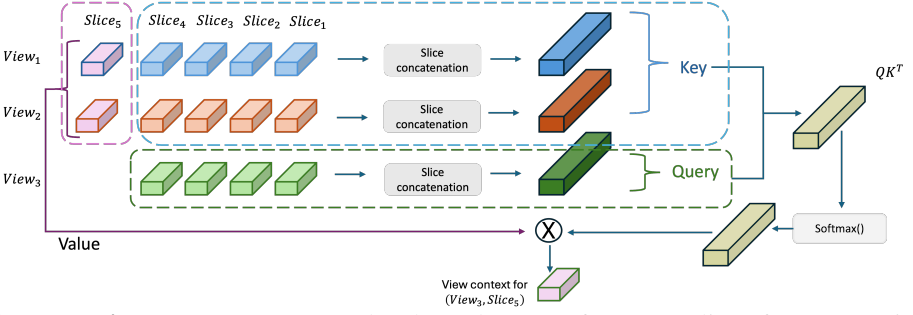 Slice₅ Slice₄ Slice₃ Slice₂ Slice₁
View₁
Slice
concatenation
Key
QKᵀ
View₂
Slice
concatenation
View₃
Slice
concatenation
Query
Value
X
Softmax()
View context for
(View₃, Slice₅)